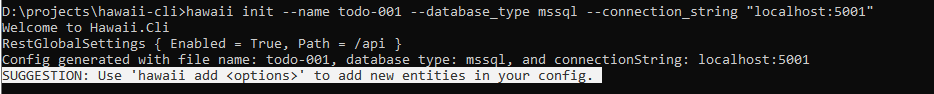 D:\projects\hawaii-cli>hawaii init --name todo-001 --database_type mssql --connection_string "localhost:5001"
Welcome to Hawaii.Cli
RestGlobalSettings { Enabled = True, Path = /api }
Config generated with file name: todo-001, database type: mssql, and connectionString: localhost:5001
SUGGESTION: Use 'hawaii add <options>' to add new entities in your config.